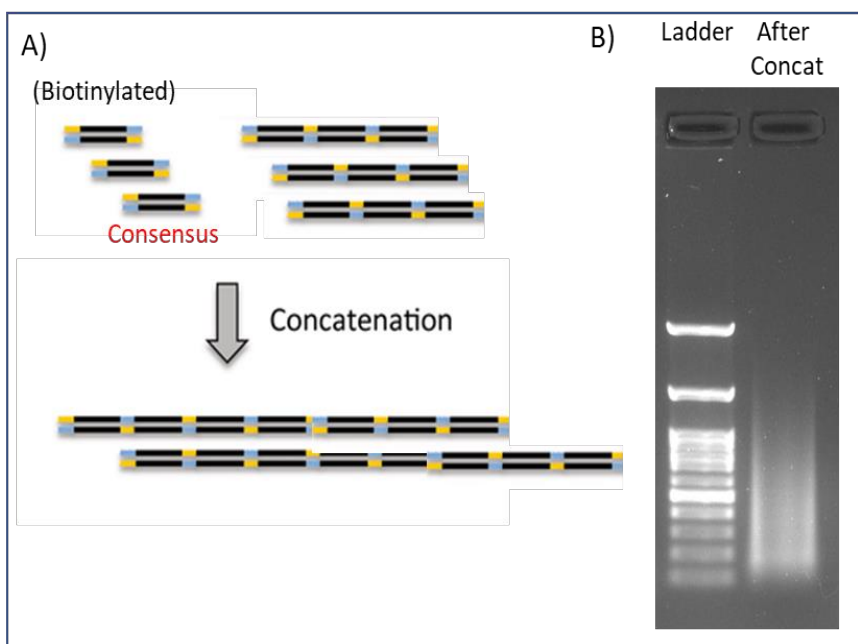 A)
(Biotinylated)
Consensus
Concatenation
B)
Ladder
After
Concat